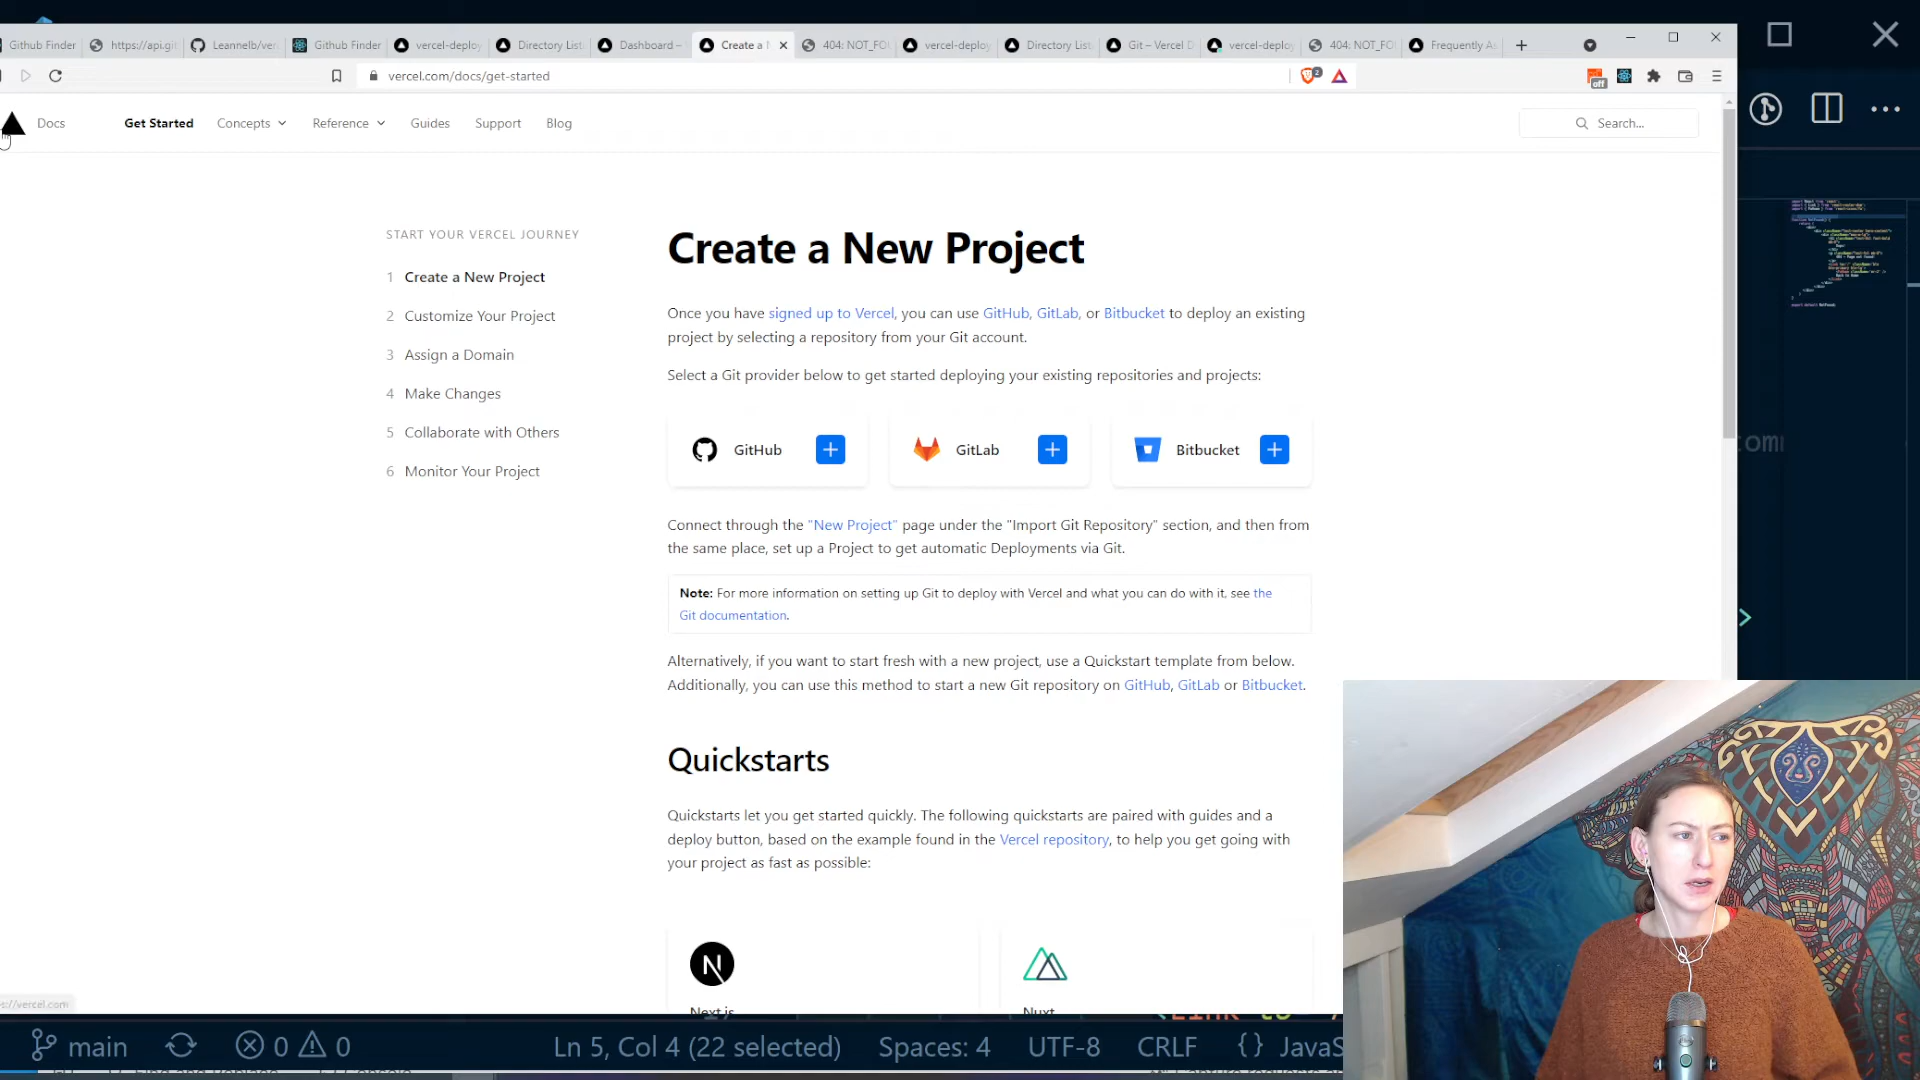 Github Finder
https://api.git
Leannelb/ver
Github Finder
vercel-deploy
Directory List
Dashboard –
Create a N
404: NOT_FOU
vercel-deploy
Directory List
Git – Vercel D
vercel-deploy
404: NOT_FO
Frequently As
vercel.com/docs/get-started
2
off
Docs
Get Started
Concepts
Reference
Guides
Support
Blog
Search...
START YOUR VERCEL JOURNEY
1 Create a New Project
2 Customize Your Project
3 Assign a Domain
4 Make Changes
5 Collaborate with Others
6 Monitor Your Project
Create a New Project
Once you have signed up to Vercel, you can use GitHub, GitLab, or Bitbucket to deploy an existing
project by selecting a repository from your Git account.
Select a Git provider below to get started deploying your existing repositories and projects:
GitHub
GitLab
Bitbucket
Connect through the "New Project" page under the "Import Git Repository" section, and then from
the same place, set up a Project to get automatic Deployments via Git.
Note: For more information on setting up Git to deploy with Vercel and what you can do with it, see the
Git documentation.
Alternatively, if you want to start fresh with a new project, use a Quickstart template from below.
Additionally, you can use this method to start a new Git repository on GitHub, GitLab or Bitbucket.
Quickstarts
Quickstarts let you get started quickly. The following quickstarts are paired with guides and a
deploy button, based on the example found in the Vercel repository, to help you get going with
your project as fast as possible:
N
Next.js
Nuxt
s://vercel.com
com
main
0
0
Ln 5, Col 4 (22 selected)
Spaces: 4
UTF-8
CRLF
{} JavaS